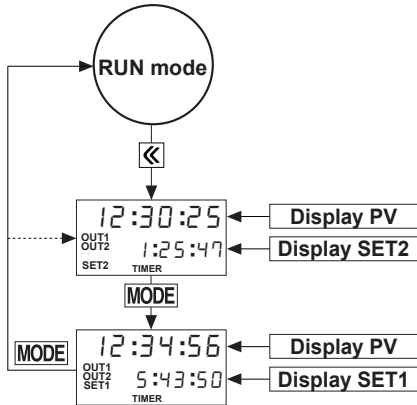 RUN mode
«
12:30:25
Display PV
OUT1
OUT2
1:25:47
Display SET2
SET2
TIMER
MODE
12:34:56
Display PV
MODE
OUT1
OUT2
SET1
5:43:50
Display SET1
TIMER